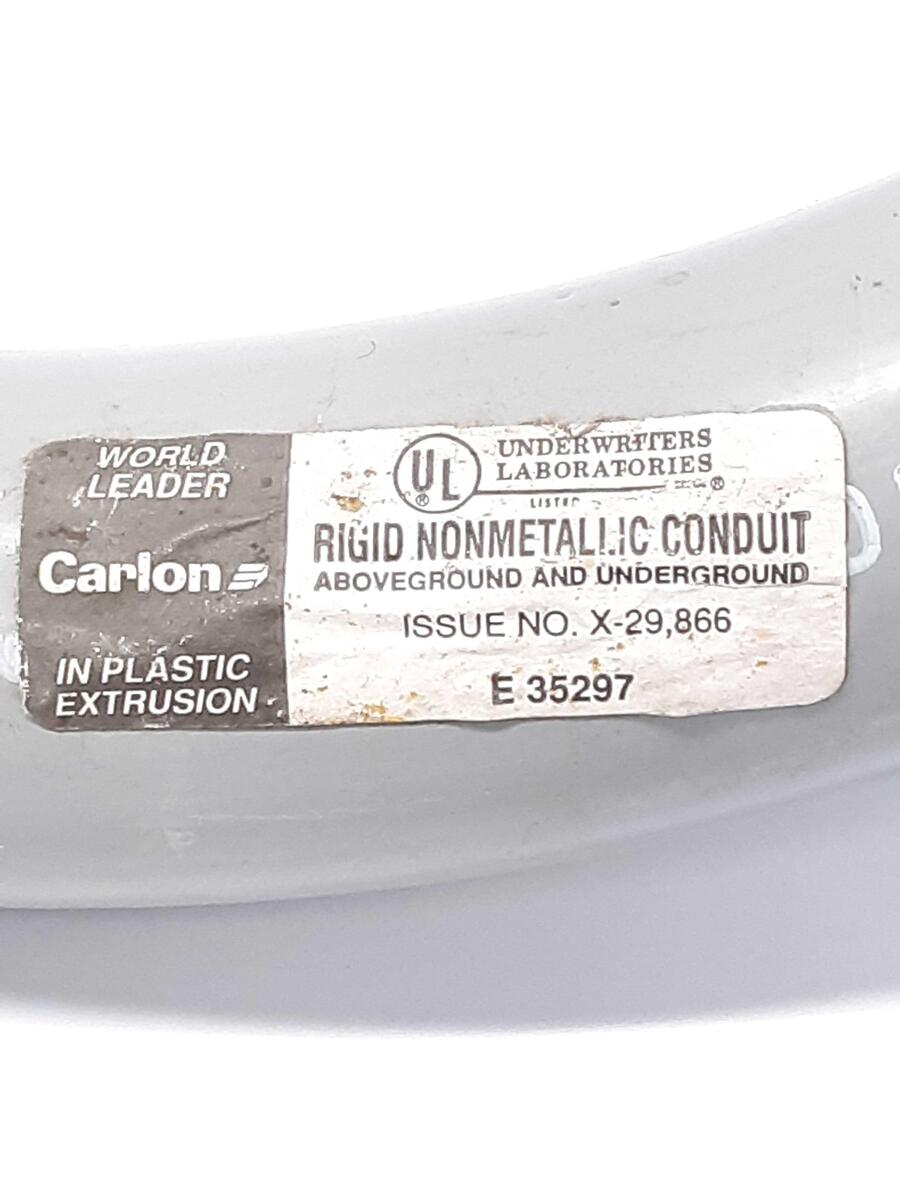 WORLD
LEADER
Carlon
IN PLASTIC
EXTRUSION
UL
®
UNDERWRITERS
LABORATORIES
®
LISTED
RIGID NONMETALLIC CONDUIT
ABOVEGROUND AND UNDERGROUND
ISSUE NO. X-29,866
E 35297